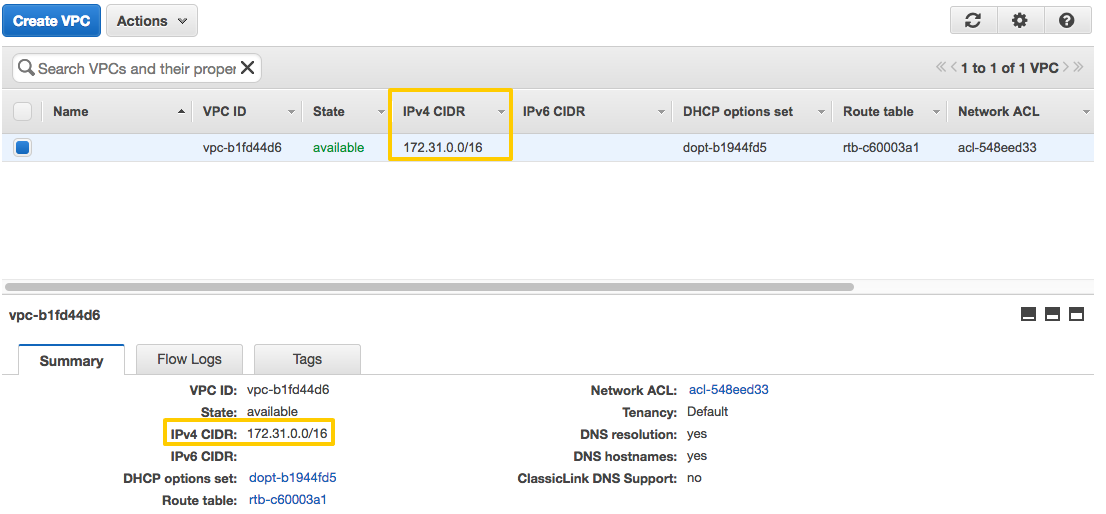 Create VPC Actions
Search VPCs and their proper 1 to 1 of 1 VPC
Name VPC ID State IPv4 CIDR IPv6 CIDR DHCP options set Route table Network ACL
vpc-b1fd44d6 available 172.31.0.0/16 dopt-b1944fd5 rtb-c60003a1 acl-548eed33
vpc-b1fd44d6
Summary Flow Logs Tags
VPC ID: vpc-b1fd44d6 Network ACL: acl-548eed33
State: available Tenancy: Default
IPv4 CIDR: 172.31.0.0/16 DNS resolution: yes
IPv6 CIDR: DNS hostnames: yes
DHCP options set: dopt-b1944fd5 ClassicLink DNS Support: no
Route table: rtb-c60003a1